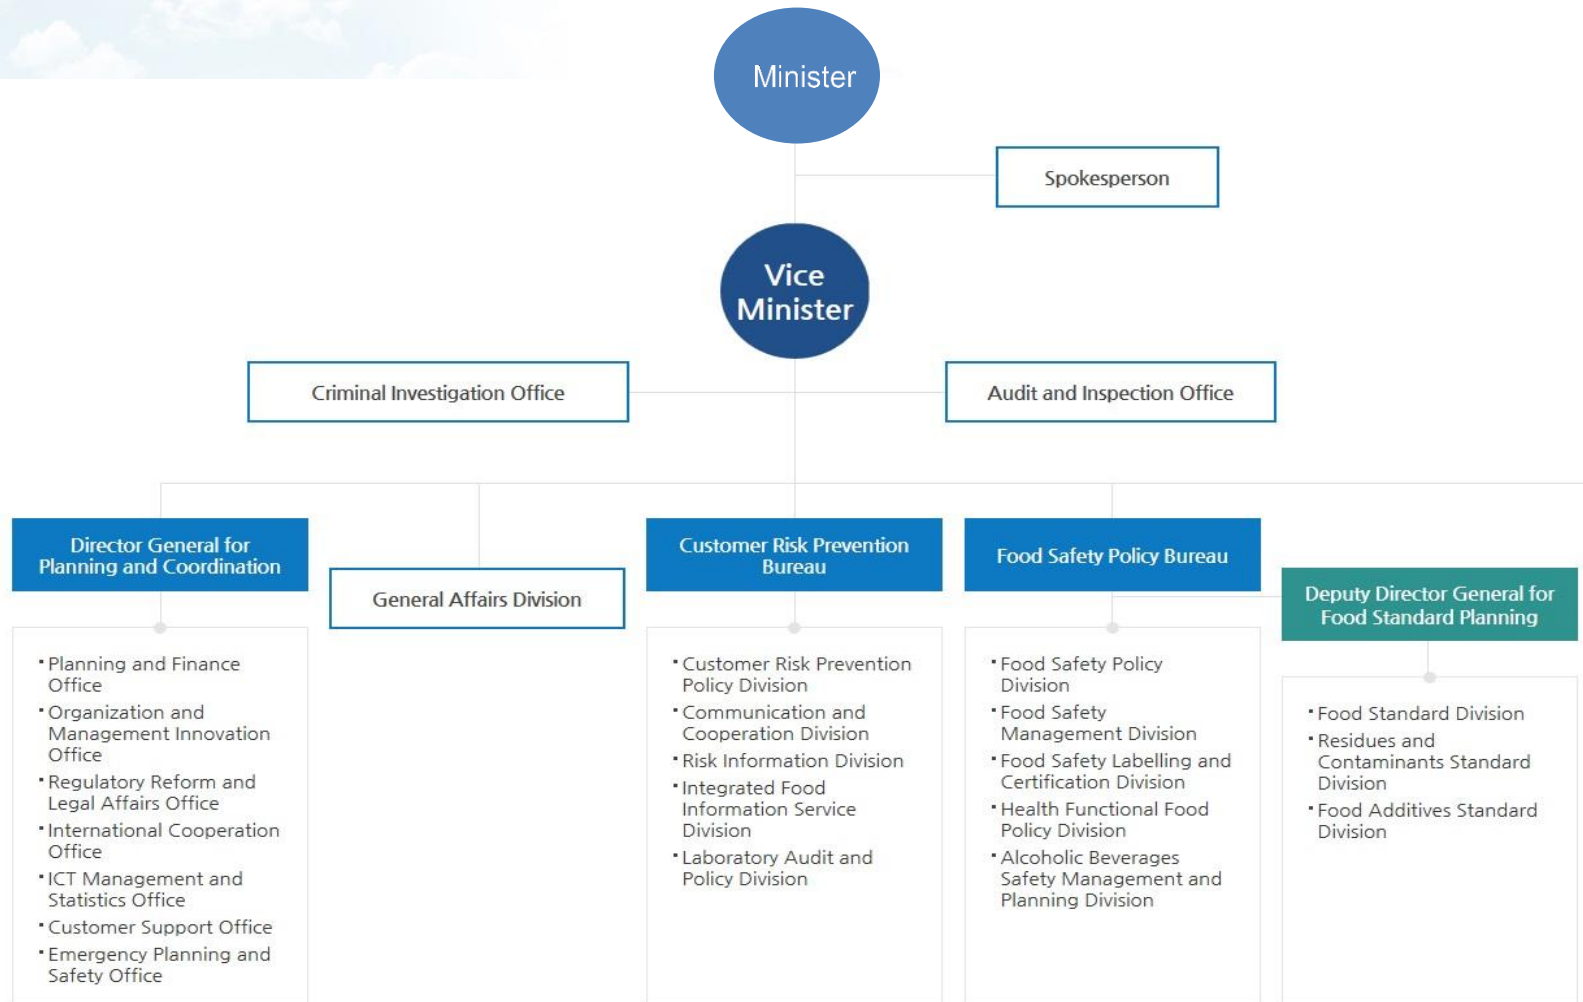 Minister
Spokesperson
Vice
Minister
Criminal Investigation Office
Audit and Inspection Office
Director General for
Planning and Coordination
▪ Planning and Finance
Office
▪ Organization and
Management Innovation
Office
▪ Regulatory Reform and
Legal Affairs Office
▪ International Cooperation
Office
▪ ICT Management and
Statistics Office
▪ Customer Support Office
▪ Emergency Planning and
Safety Office
General Affairs Division
Customer Risk Prevention
Bureau
▪ Customer Risk Prevention
Policy Division
▪ Communication and
Cooperation Division
▪ Risk Information Division
▪ Integrated Food
Information Service
Division
▪ Laboratory Audit and
Policy Division
Food Safety Policy Bureau
▪ Food Safety Policy
Division
▪ Food Safety
Management Division
▪ Food Safety Labelling and
Certification Division
▪ Health Functional Food
Policy Division
▪ Alcoholic Beverages
Safety Management and
Planning Division
Deputy Director General for
Food Standard Planning
▪ Food Standard Division
▪ Residues and
Contaminants Standard
Division
▪ Food Additives Standard
Division